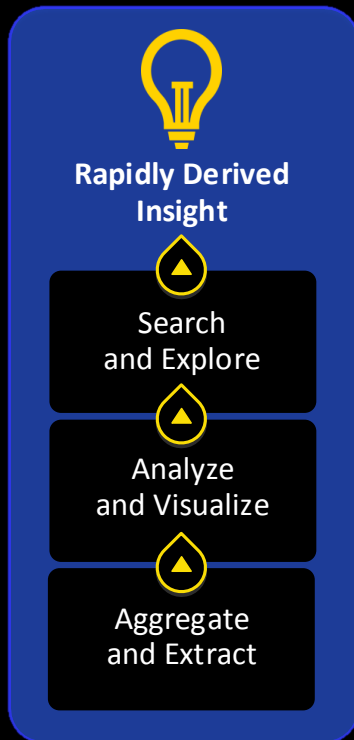 Rapidly Derived
Insight
Search
and Explore
Analyze
and Visualize
Aggregate
and Extract